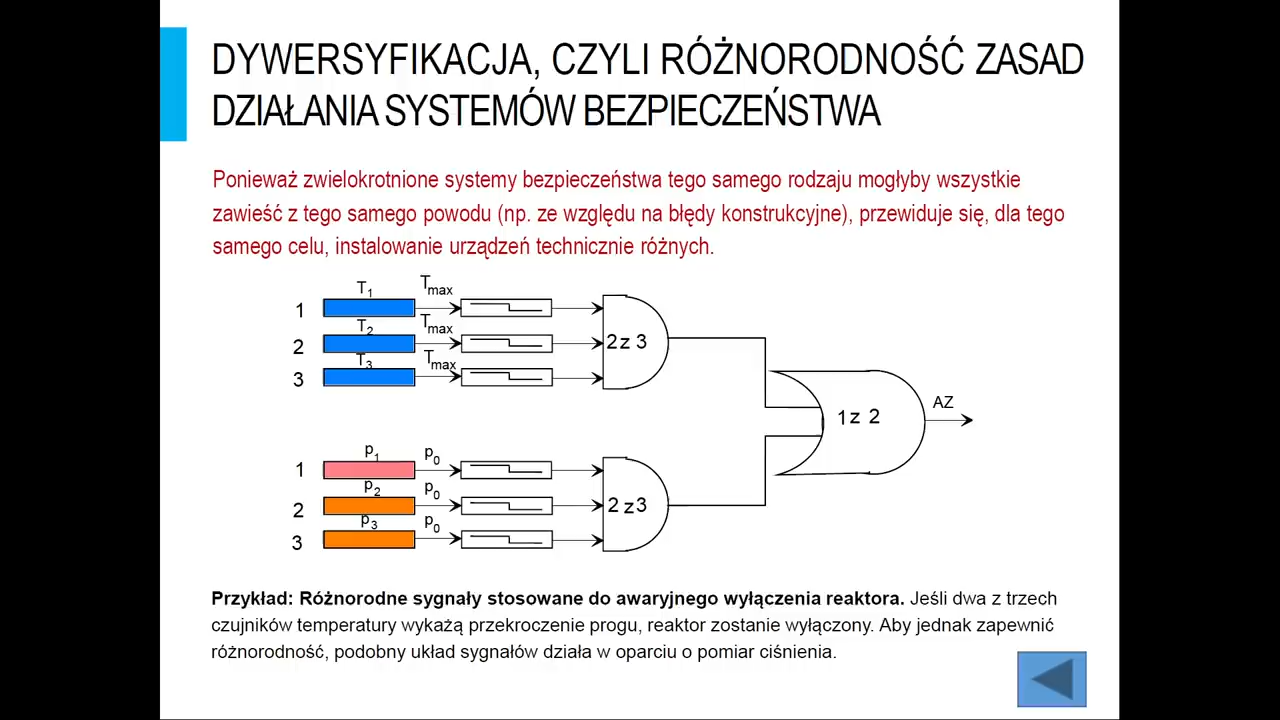 DYWERSYFIKACJA, CZYLI RÓŻNORODNOŚĆ ZASAD
DZIAŁANIA SYSTEMÓW BEZPIECZEŃSTWA
Ponieważ zwielokrotnione systemy bezpieczeństwa tego samego rodzaju mogłyby wszystkie
zawieść z tego samego powodu (np. ze względu na błędy konstrukcyjne), przewiduje się, dla tego
samego celu, instalowanie urządzeń technicznie różnych.
1 T1 Tmax
2 T2 Tmax
3 T3 Tmax
2 z 3
1 z 2
AZ
1 p1 p0
2 p2 p0
3 p3 p0
2 z 3
Przykład: Różnorodne sygnały stosowane do awaryjnego wyłączenia reaktora. Jeśli dwa z trzech
czujników temperatury wykażą przekroczenie progu, reaktor zostanie wyłączony. Aby jednak zapewnić
różnorodność, podobny układ sygnałów działa w oparciu o pomiar ciśnienia.